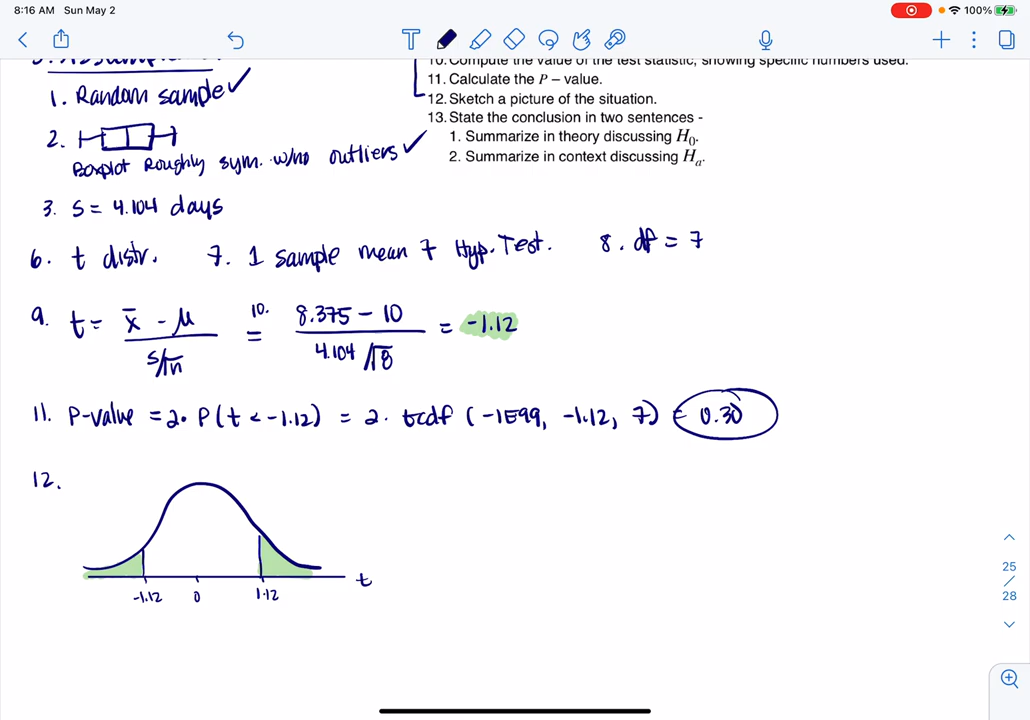 8:16 AM Sun May 2
100%
1. Random sample
2.
Boxplot Roughly sym. w/no outliers
3. s = 4.104 days
10. Compute the value of the test statistic, showing specific numbers used.
11. Calculate the P – value.
12. Sketch a picture of the situation.
13. State the conclusion in two sentences -
1. Summarize in theory discussing H₀.
2. Summarize in context discussing Hₐ.
6. t distr. 7. 1 sample mean t Hyp. Test. 8. df = 7
9. t = x̄ - μ / s/√n = 10. 8.375 - 10 / 4.104/√8 = -1.12
11. P-value = 2. P(t < -1.12) = 2. tcdf (-1E99, -1.12, 7) = 0.30
12.
-1.12 0 1.12 t
25
/
28